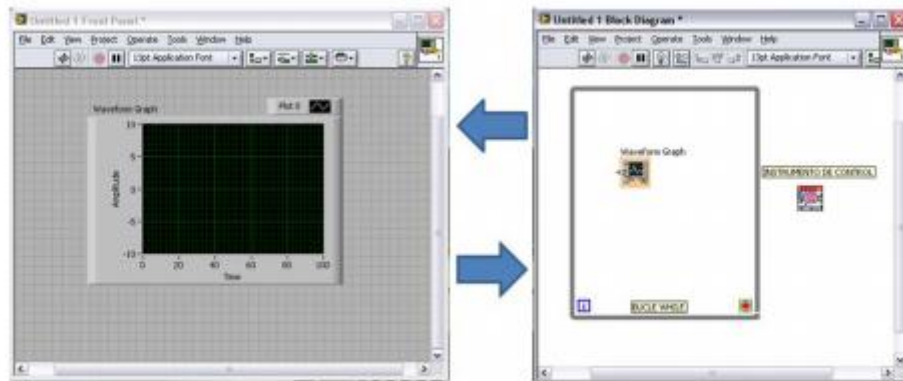 Untitled 1 Front Panel *
File Edit View Project Operate Tools Window Help
13pt Application Font
Waveform Graph
Plot 0
Amplitude
10
5
0
-5
-10
0 20 40 60 80 100
Time
Untitled 1 Block Diagram *
File Edit View Project Operate Tools Window Help
13pt Application Font
Waveform Graph
INSTRUMENTO DE CONTROL
i
BUCLE WHILE